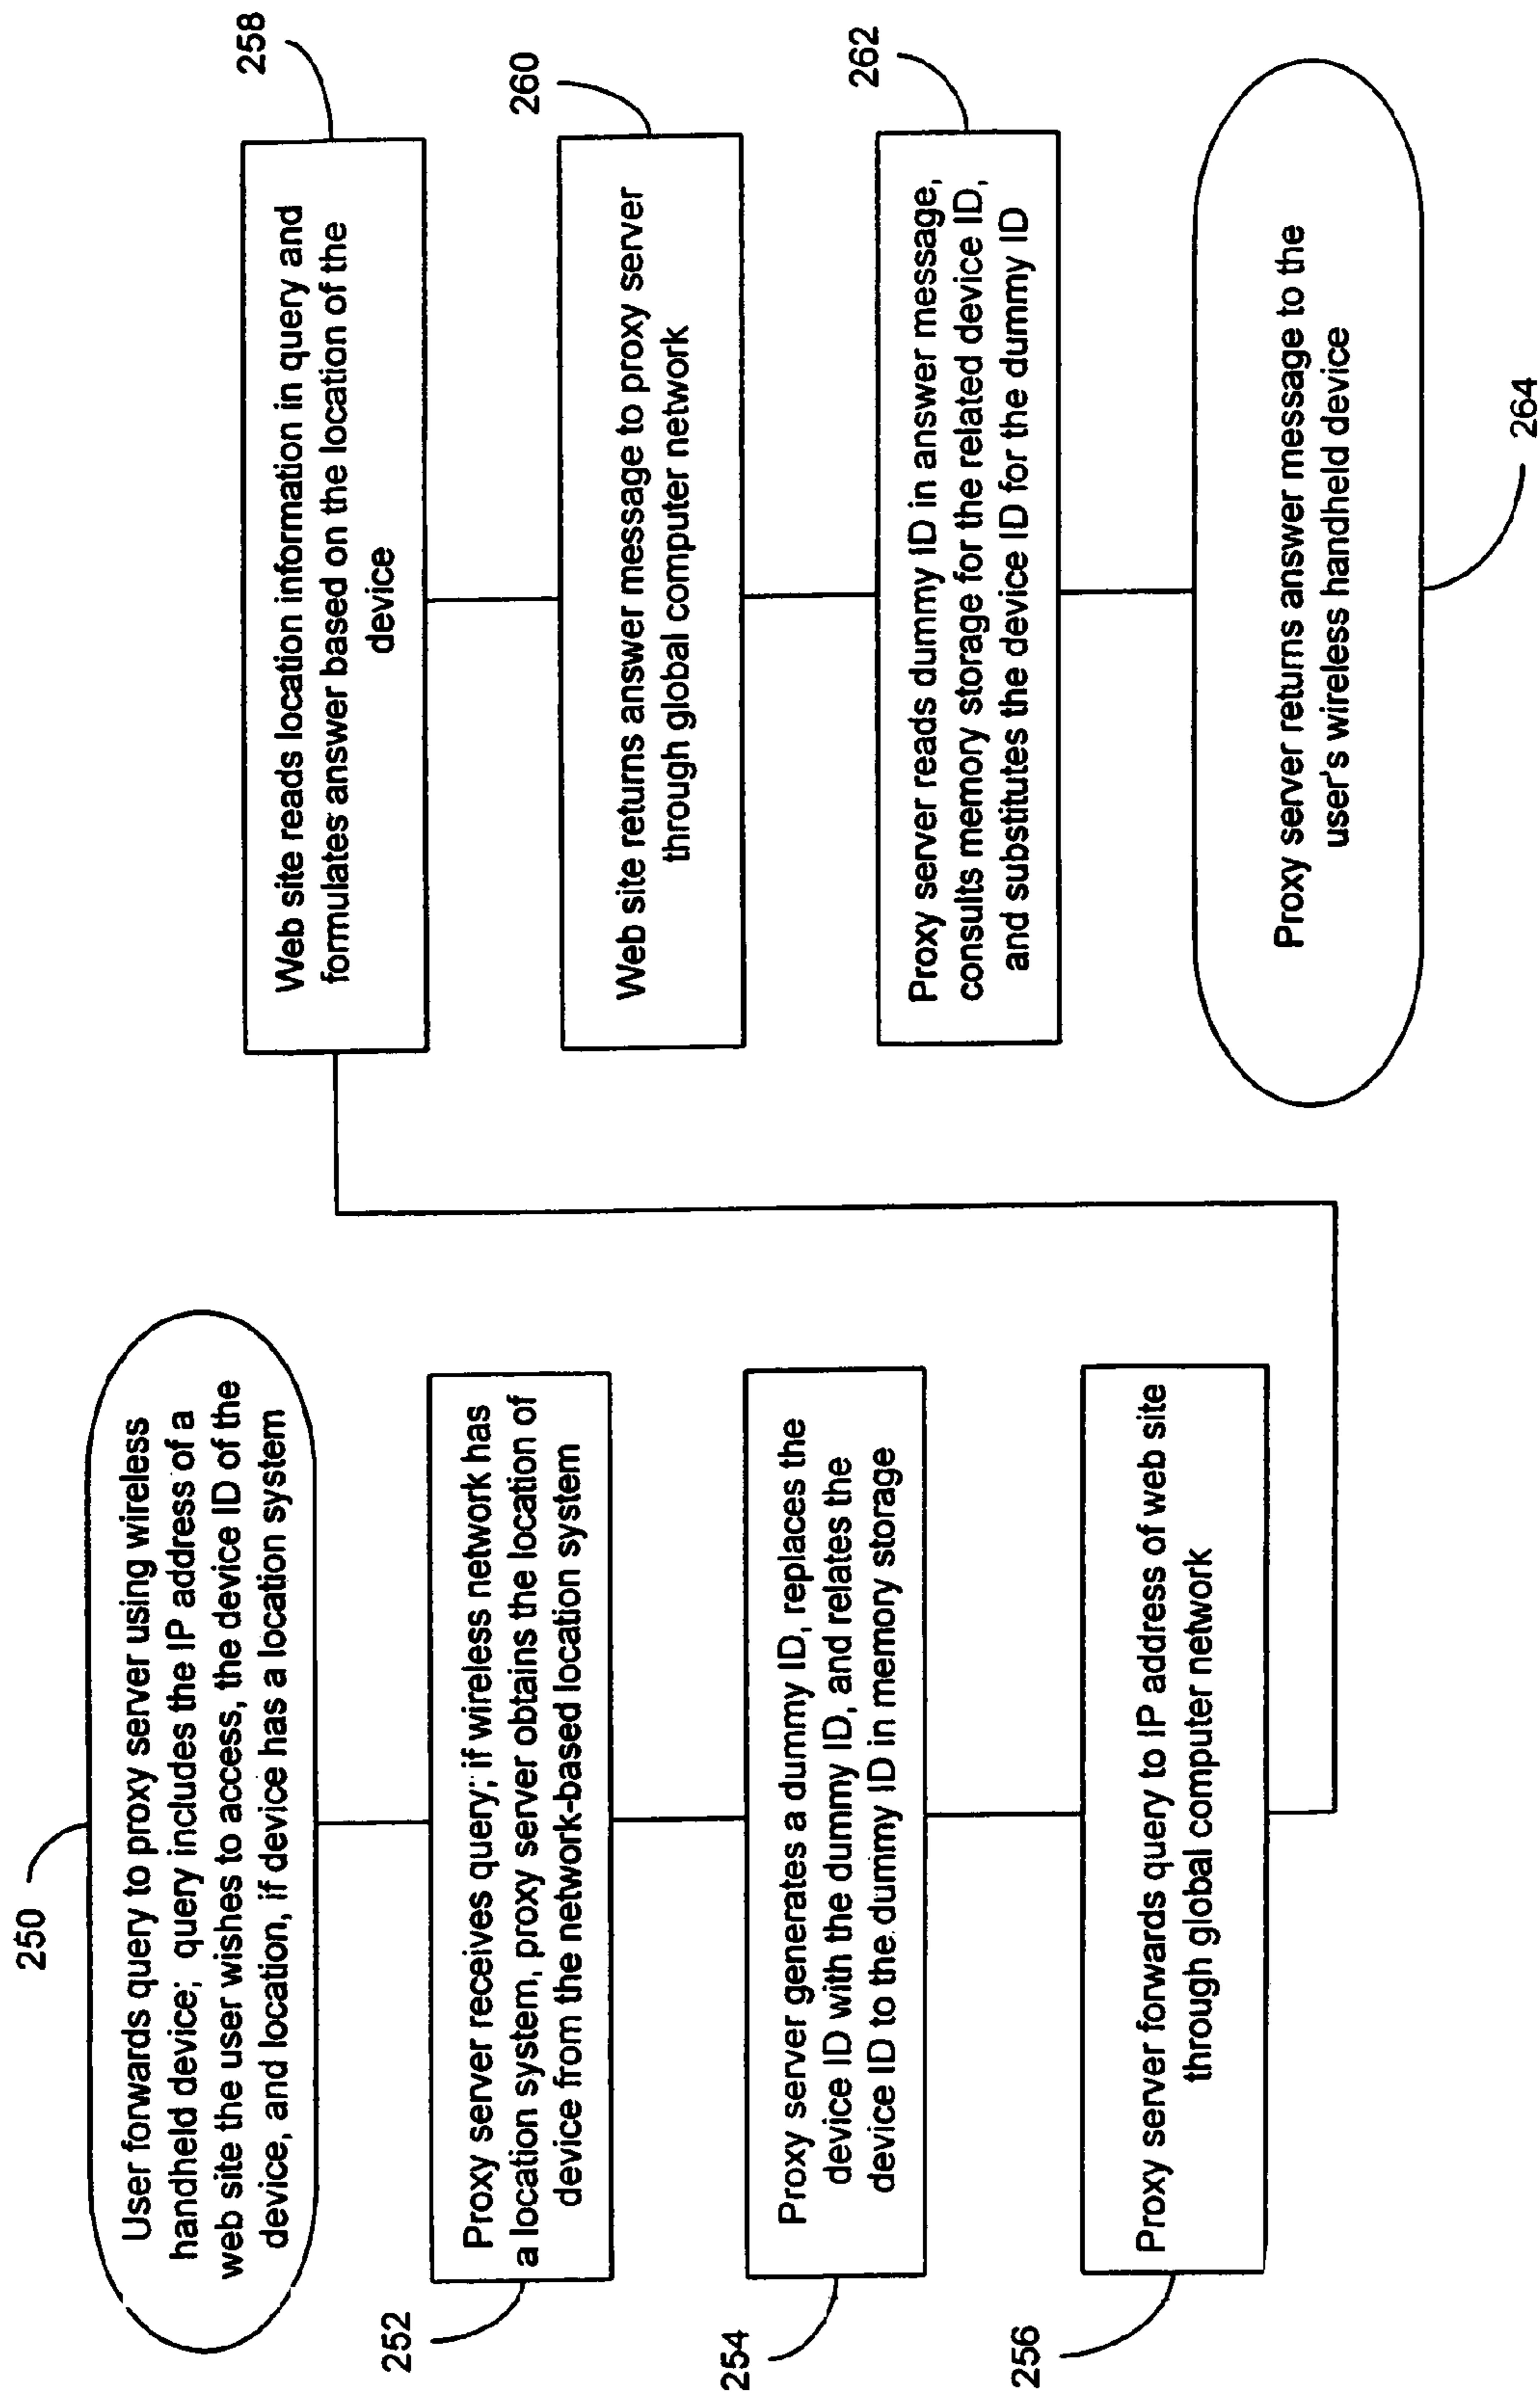 250
User forwards query to proxy server using wireless
handheld device; query includes the IP address of a
web site the user wishes to access, the device ID of the
device, and location, if device has a location system
252
Proxy server receives query; if wireless network has
a location system, proxy server obtains the location of
device from the network-based location system
254
Proxy server generates a dummy ID, replaces the
device ID with the dummy ID, and relates the
device ID to the dummy ID in memory storage
256
Proxy server forwards query to IP address of web site
through global computer network
258
Web site reads location information in query and
formulates answer based on the location of the
device
260
Web site returns answer message to proxy server
through global computer network
262
Proxy server reads dummy ID in answer message,
consults memory storage for the related device ID,
and substitutes the device ID for the dummy ID
Proxy server returns answer message to the
user's wireless handheld device
264